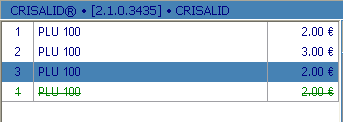 CRISALID® • [2.1.0.3435] • CRISALID
1 PLU 100 2.00 €
2 PLU 100 3.00 €
3 PLU 100 2.00 €
1 PLU 100 2.00 €